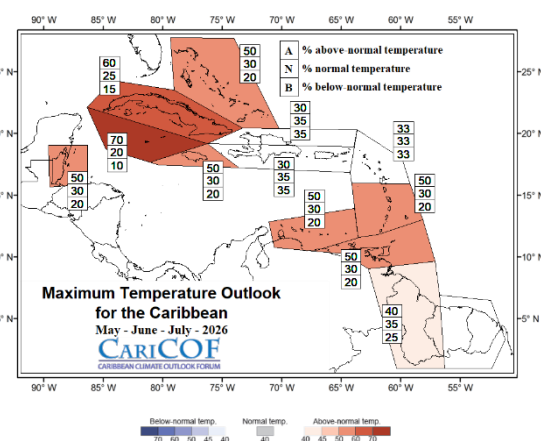 90° W 85° W 80° W 75° W 70° W 65° W 60° W 55° W
A % above-normal temperature
N % normal temperature
B % below-normal temperature
25° N
20° N
15° N
10° N
5° N
60
25
15
50
30
20
30
35
35
33
33
33
70
20
10
50
30
20
50
30
20
30
35
35
50
30
20
50
30
20
50
30
20
40
35
25
Maximum Temperature Outlook
for the Caribbean
May - June - July - 2026
CARICOF
CARIBBEAN CLIMATE OUTLOOK FORUM
90° W 85° W 80° W 75° W 70° W 65° W 60° W 55° W
Below-normal temp. Normal temp. Above-normal temp.
70 60 50 45 40 40 40 45 50 60 70